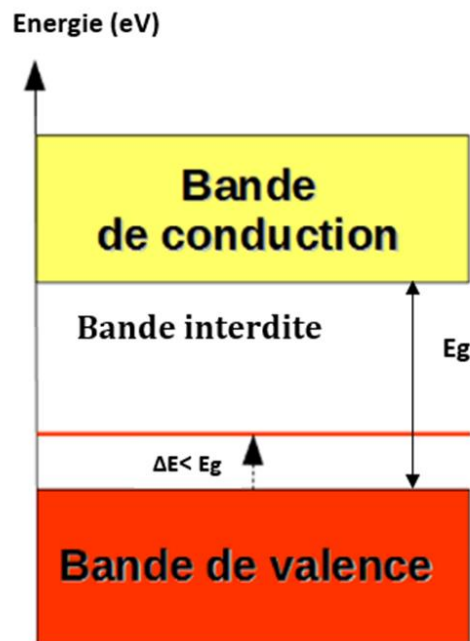 Energie (eV)
Bande
de conduction
Bande interdite
Eg
ΔE< Eg
Bande de valence